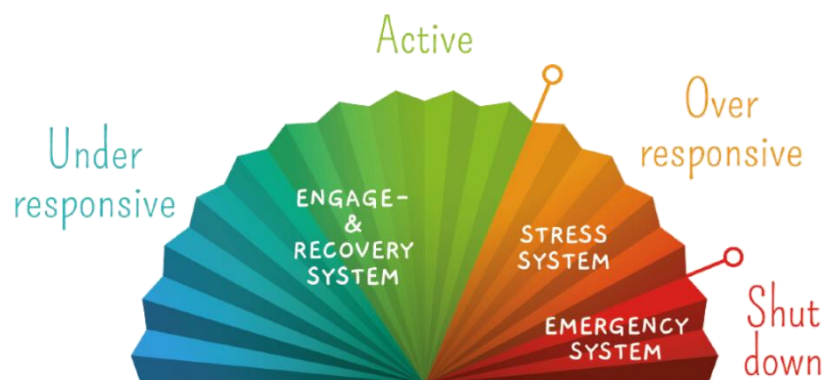 Active
Over
responsive
Under
responsive
ENGAGE-
&
RECOVERY
SYSTEM
STRESS
SYSTEM
EMERGENCY
SYSTEM
Shut
down